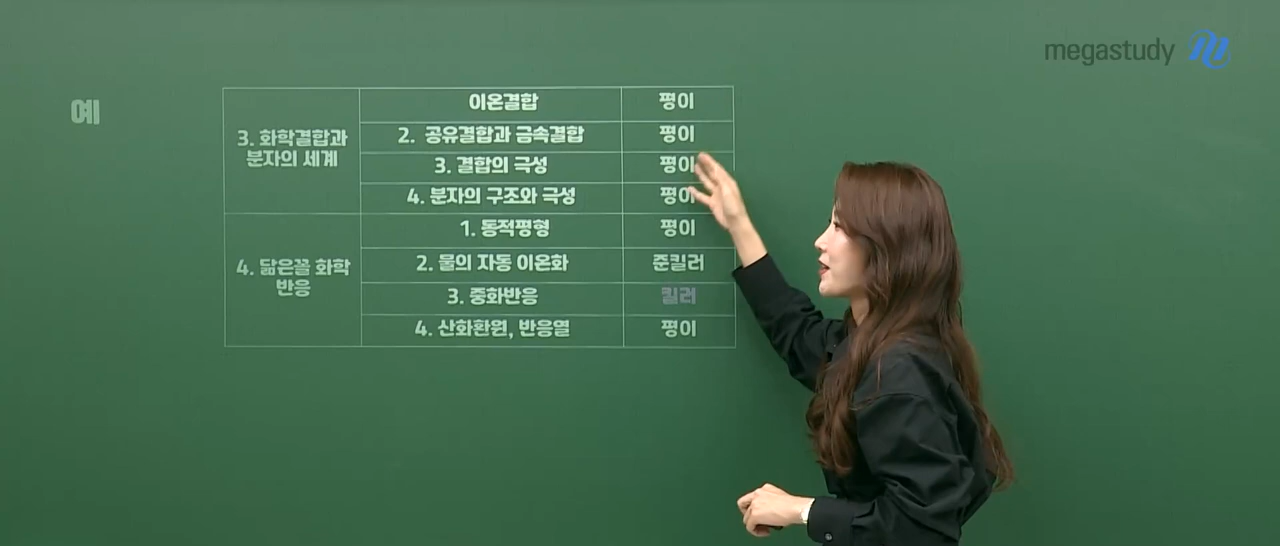 megastudy
예
3. 화학결합과
분자의 세계
이온결합
평이
2. 공유결합과 금속결합
평이
3. 결합의 극성
평이
4. 분자의 구조와 극성
평이
4. 닮은꼴 화학
반응
1. 동적평형
평이
2. 물의 자동 이온화
준킬러
3. 중화반응
킬러
4. 산화환원, 반응열
평이